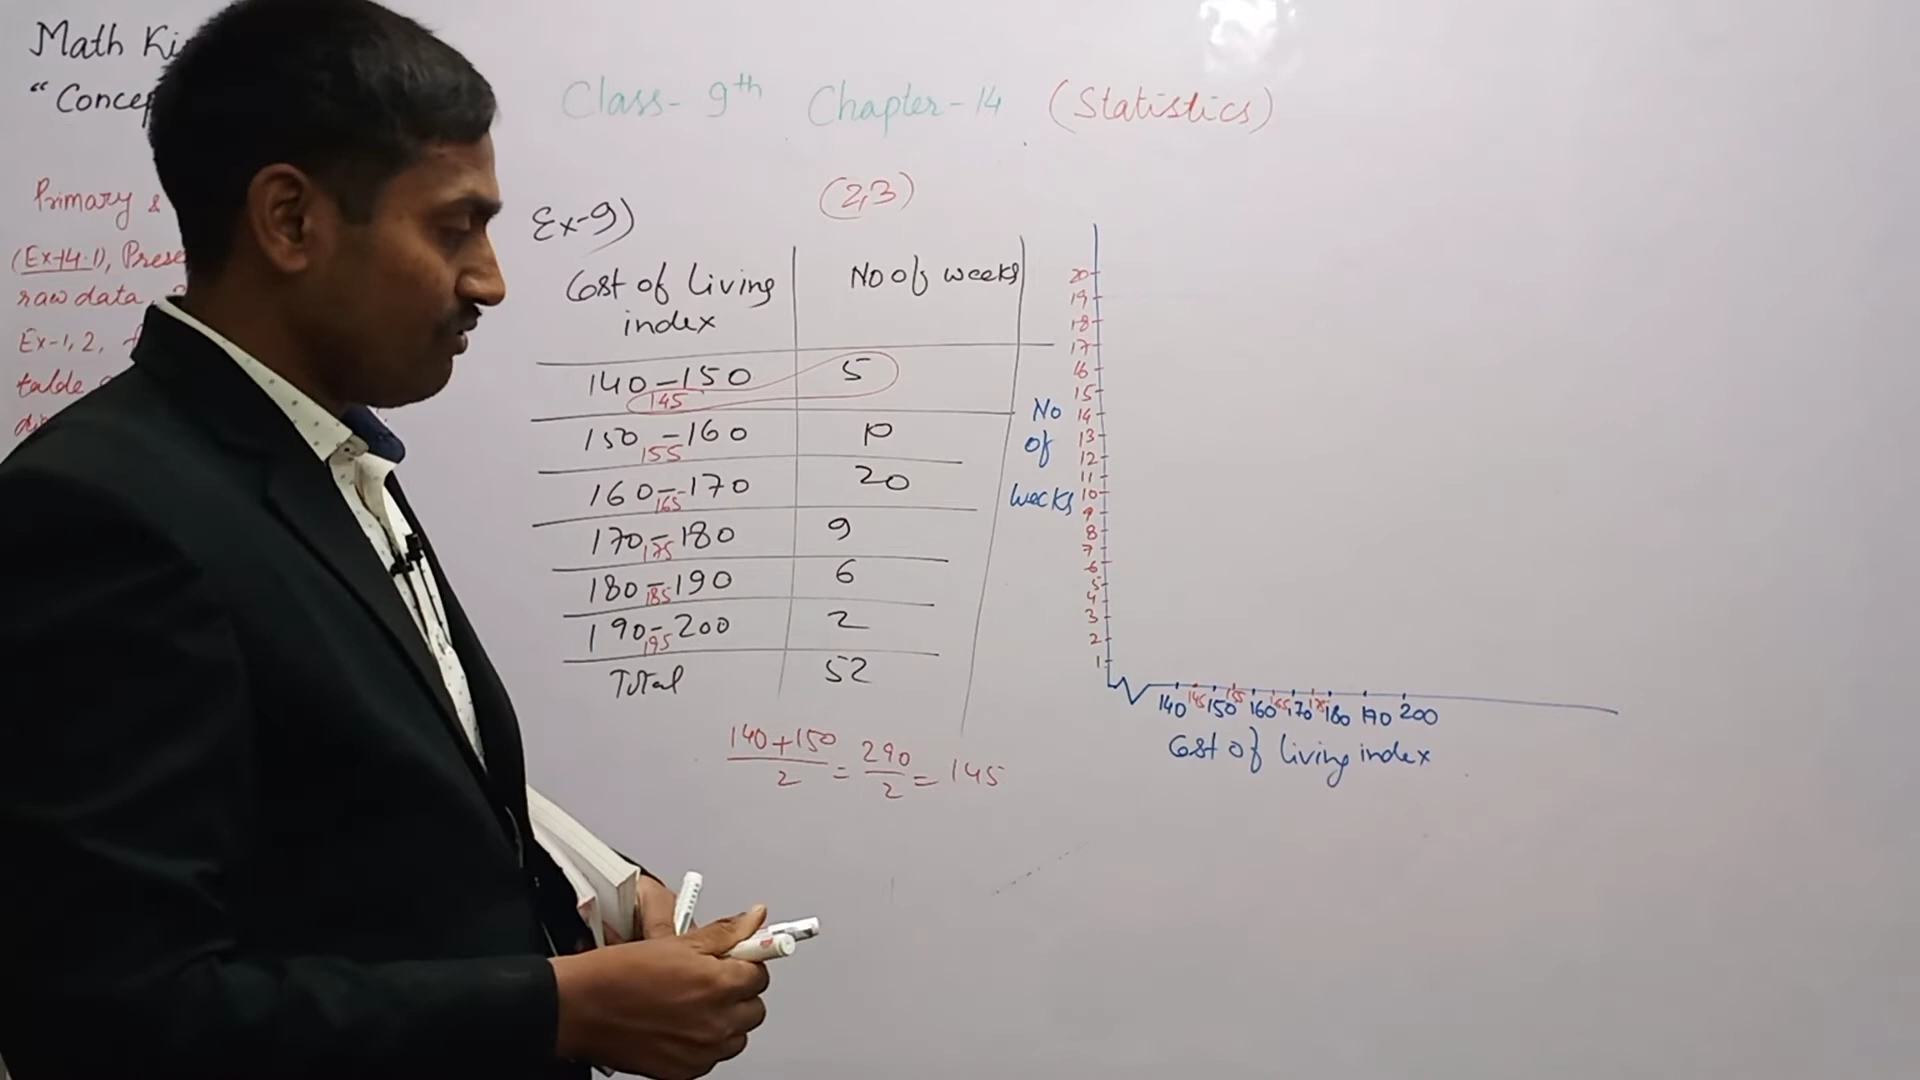 Math
"Concep
Class- 9th Chapter-14 (Statistics)
Primary &
(Ex-14.1), Prese
raw data
Ex-1, 2,
table
Ex-9)
(2,3)
Cost of living index | No of weeks
140-150 | 5
145
150-160 | 10
155
160-170 | 20
165
170-180 | 9
175
180-190 | 6
185
190-200 | 2
195
Total | 52
140+150/2 = 290/2 = 145
20
19
18
17
16
15
14
13
12
11
10
9
8
7
6
5
4
3
2
1
No
of
weeks
140 145 150 155 160 165 170 175 180 190 200
Cost of living index